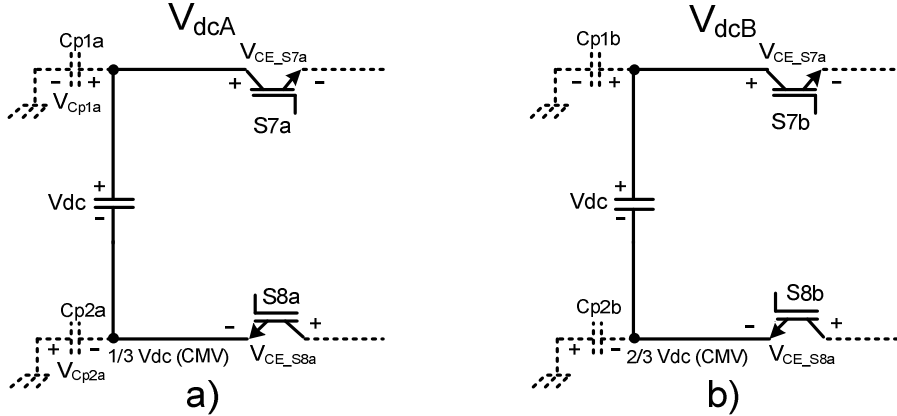 VdcA
Cp1a
VCE_S7a
- +
+ -
VCp1a
S7a
+
Vdc
-
Cp2a
S8a
- +
+ -
1/3 Vdc (CMV)
VCE_S8a
VCp2a
a)
VdcB
Cp1b
VCE_S7a
- +
+ -
S7b
+
Vdc
-
Cp2b
S8b
- +
+ -
2/3 Vdc (CMV)
VCE_S8a
b)